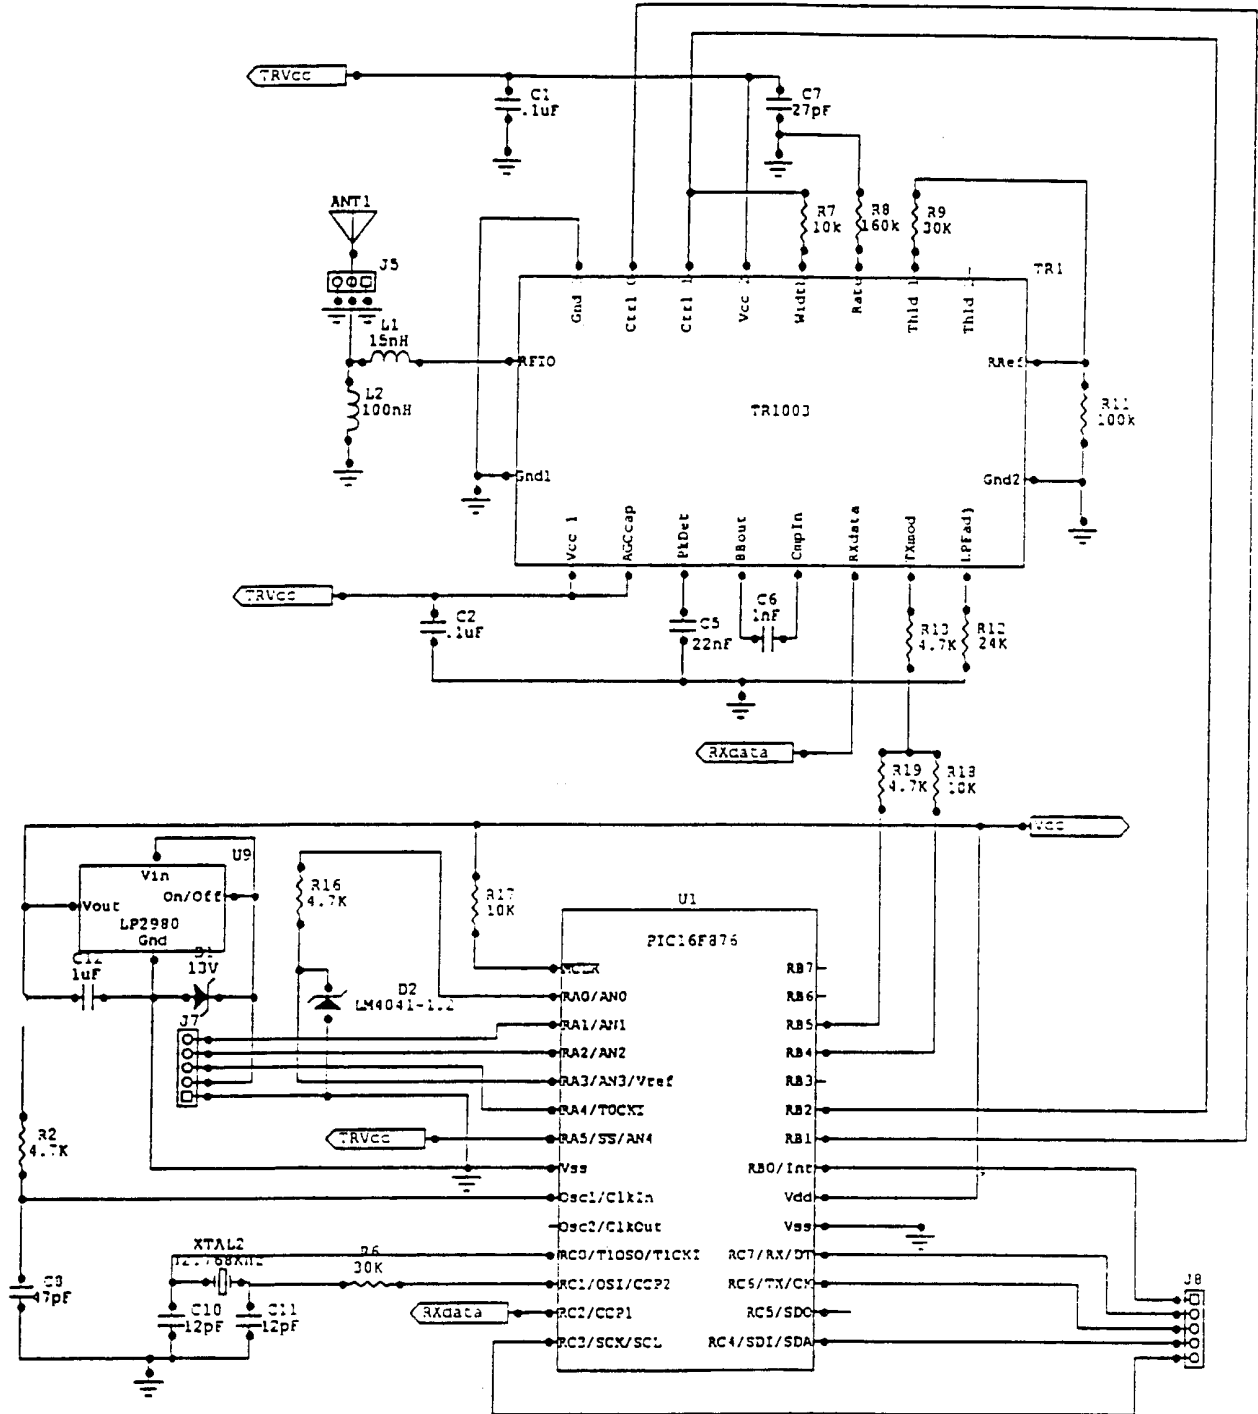 TRVcc
C1
.1uF
C7
27pF
ANT1
J5
R7
10k
R8
160k
R9
30K
TR1
Gnd
Ctrl 0
Ctrl 1
Vcc 2
Widtl
Rate
Thld 1
Thld
L1
15nH
RFIO
RRef
L2
100nH
TR1003
R11
100k
Gnd1
Gnd2
Vcc 1
AGCcap
PkDet
BBout
CmpIn
RXdata
TXmod
LPFadj
TRVcc
C2
.1uF
C5
22nF
C6
1nF
R13
4.7K
R12
24K
RXdata
R19
4.7K
R18
10K
Vcc
U9
Vin
Vout
On/Off
LP2980
Gnd
R16
4.7K
R17
10K
U1
PIC16F876
C12
1uF
D1
13V
D2
LM4041-1.2
J7
MCLR
RA0/AN0
RA1/AN1
RA2/AN2
RA3/AN3/Vref
RA4/TOCKI
TRVcc
RA5/SS/AN4
Vss
Osc1/ClkIn
Osc2/ClkOut
RC0/T1OSO/T1CKI
RC1/OSI/CCP2
RXdata
RC2/CCP1
RC3/SCK/SCL
RB7
RB6
RB5
RB4
RB3
RB2
RB1
RB0/Int
Vdd
Vss
RC7/RX/DT
RC6/TX/CK
RC5/SDO
RC4/SDI/SDA
R2
4.7K
XTAL2
32.768KHz
R6
30K
C8
47pF
C10
12pF
C11
12pF
J8